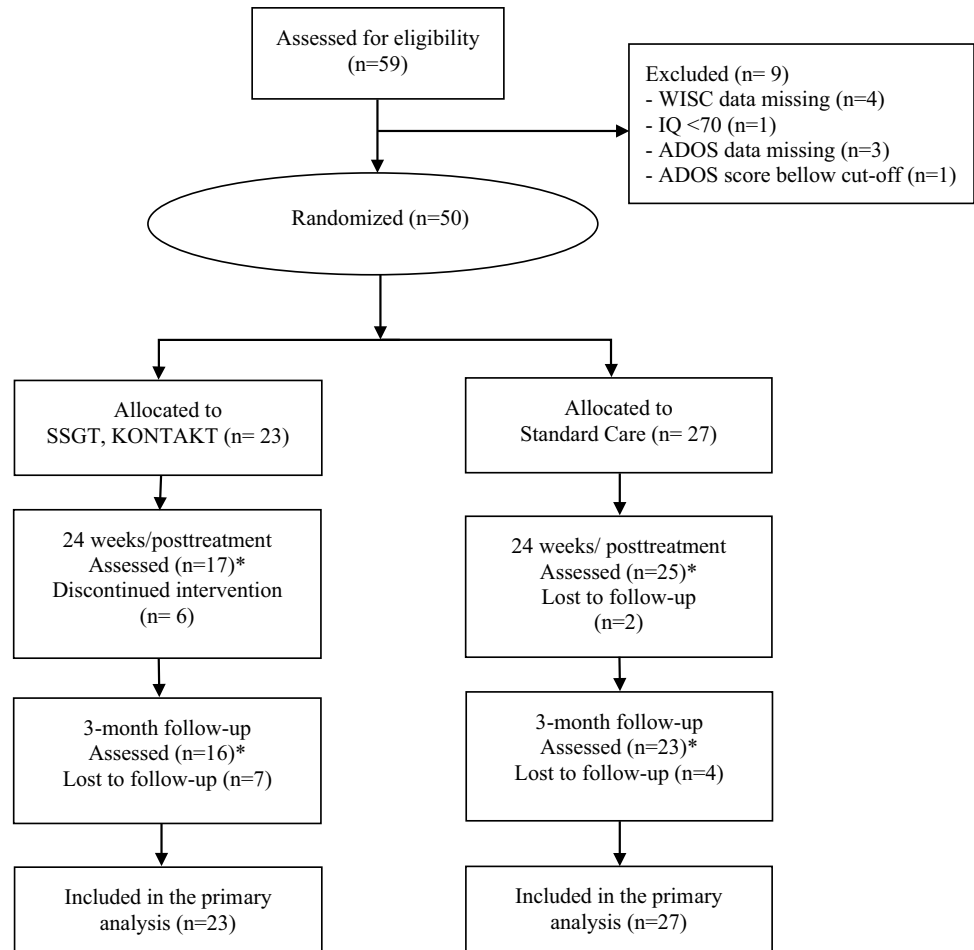 Assessed for eligibility
(n=59)
Excluded (n= 9)
- WISC data missing (n=4)
- IQ <70 (n=1)
- ADOS data missing (n=3)
- ADOS score bellow cut-off (n=1)
Randomized (n=50)
Allocated to
SSGT, KONTAKT (n= 23)
Allocated to
Standard Care (n= 27)
24 weeks/posttreatment
Assessed (n=17)*
Discontinued intervention
(n= 6)
24 weeks/ posttreatment
Assessed (n=25)*
Lost to follow-up
(n=2)
3-month follow-up
Assessed (n=16)*
Lost to follow-up (n=7)
3-month follow-up
Assessed (n=23)*
Lost to follow-up (n=4)
Included in the primary
analysis (n=23)
Included in the primary
analysis (n=27)